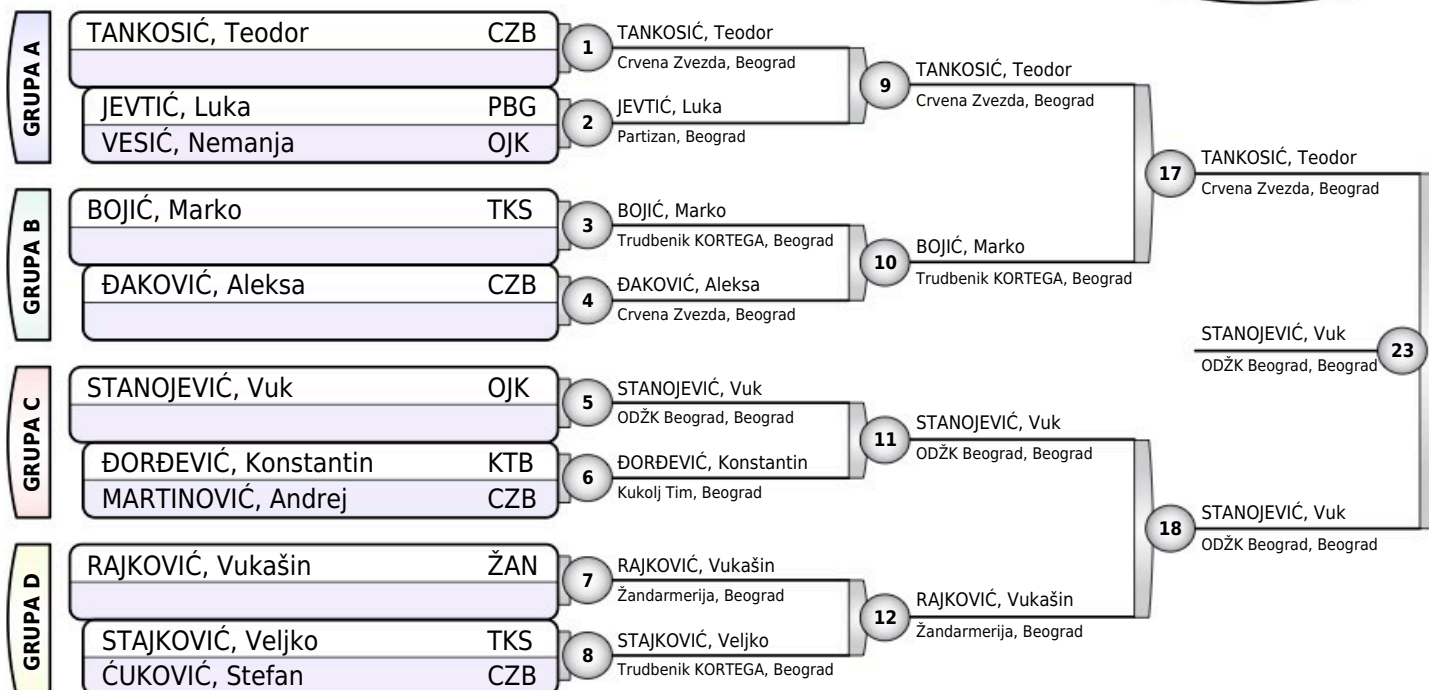 GRUPA A
TANKOSIĆ, Teodor CZB
JEVTIĆ, Luka PBG
VESIĆ, Nemanja OJK
GRUPA B
BOJIĆ, Marko TKS
ĐAKOVIĆ, Aleksa CZB
GRUPA C
STANOJEVIĆ, Vuk OJK
ĐORĐEVIĆ, Konstantin KTB
MARTINOVIĆ, Andrej CZB
GRUPA D
RAJKOVIĆ, Vukašin ŽAN
STAJKOVIĆ, Veljko TKS
ĆUKOVIĆ, Stefan CZB
1
TANKOSIĆ, Teodor
Crvena Zvezda, Beograd
2
JEVTIĆ, Luka
Partizan, Beograd
3
BOJIĆ, Marko
Trudbenik KORTEGA, Beograd
4
ĐAKOVIĆ, Aleksa
Crvena Zvezda, Beograd
5
STANOJEVIĆ, Vuk
ODŽK Beograd, Beograd
6
ĐORĐEVIĆ, Konstantin
Kukolj Tim, Beograd
7
RAJKOVIĆ, Vukašin
Žandarmerija, Beograd
8
STAJKOVIĆ, Veljko
Trudbenik KORTEGA, Beograd
9
TANKOSIĆ, Teodor
Crvena Zvezda, Beograd
10
BOJIĆ, Marko
Trudbenik KORTEGA, Beograd
11
STANOJEVIĆ, Vuk
ODŽK Beograd, Beograd
12
RAJKOVIĆ, Vukašin
Žandarmerija, Beograd
17
TANKOSIĆ, Teodor
Crvena Zvezda, Beograd
18
STANOJEVIĆ, Vuk
ODŽK Beograd, Beograd
STANOJEVIĆ, Vuk
ODŽK Beograd, Beograd
23